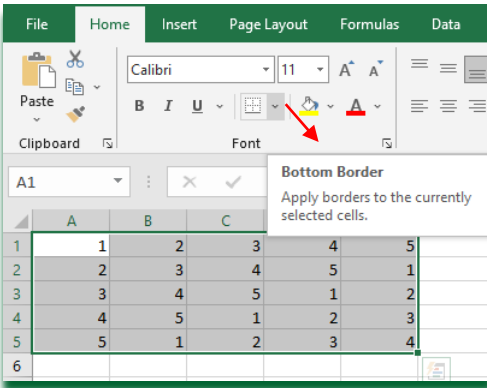 File Home Insert Page Layout Formulas Data
Calibri 11 A A
Paste B I U A
Clipboard Font
Bottom Border
Apply borders to the currently
selected cells.
A1
A B C
1 1 2 3 4 5
2 2 3 4 5 1
3 3 4 5 1 2
4 4 5 1 2 3
5 5 1 2 3 4
6